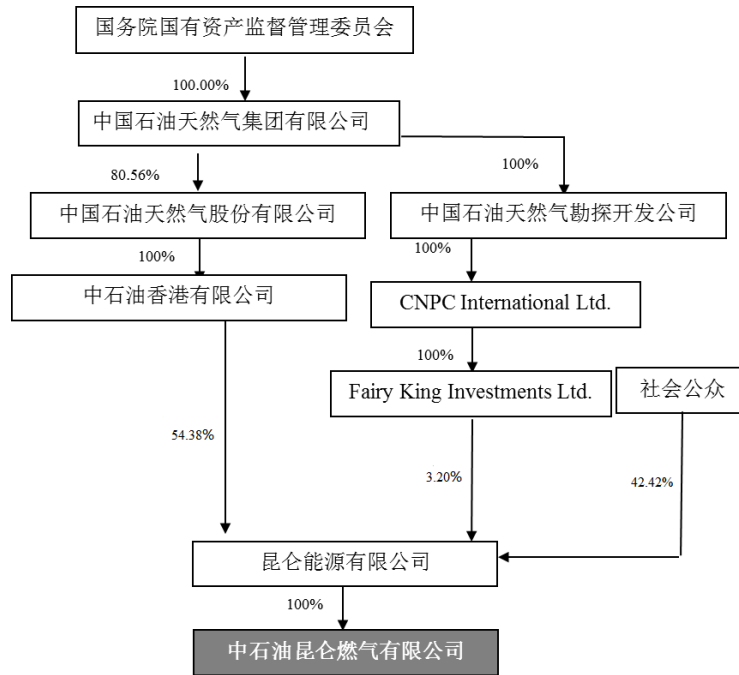 国务院国有资产监督管理委员会
100.00%
中国石油天然气集团有限公司
80.56%
100%
中国石油天然气股份有限公司
中国石油天然气勘探开发公司
100%
100%
中石油香港有限公司
CNPC International Ltd.
100%
Fairy King Investments Ltd.
社会公众
54.38%
3.20%
42.42%
昆仑能源有限公司
100%
中石油昆仑燃气有限公司